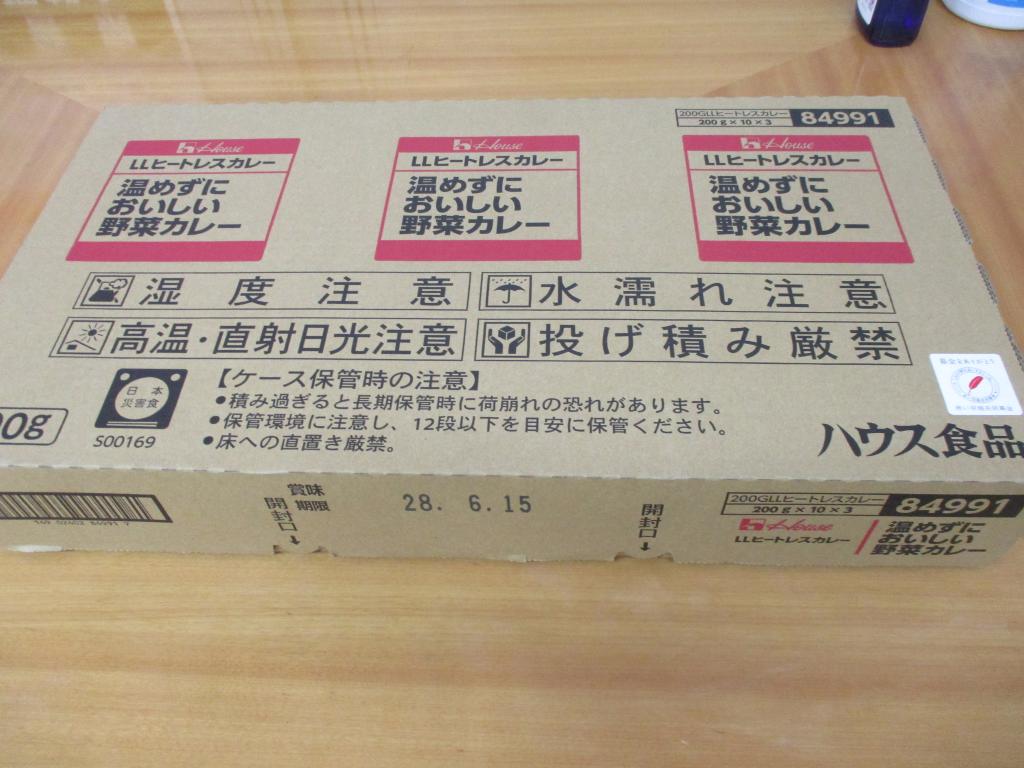 200GLLヒートレスカレー
200g×10×3
84991
House
LLヒートレスカレー
温めずに
おいしい
野菜カレー
House
LLヒートレスカレー
温めずに
おいしい
野菜カレー
House
LLヒートレスカレー
温めずに
おいしい
野菜カレー
湿度注意
水濡れ注意
高温・直射日光注意
投げ積み厳禁
日本
災害食
S00169
【ケース保管時の注意】
●積み過ぎると長期保管時に荷崩れの恐れがあります。
●保管環境に注意し、12段以下を目安に保管ください。
●床への直置き厳禁。
00g
ハウス食品
賞味
期限
28. 6.15
開封口↓
開封口↓
200GLLヒートレスカレー
200g×10×3
84991
House
LLヒートレスカレー
温めずに
おいしい
野菜カレー